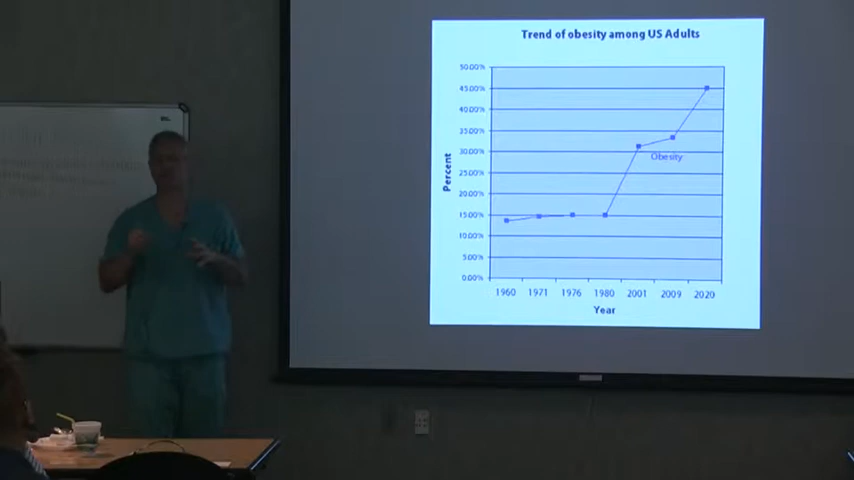 Trend of obesity among US Adults
50.00%
45.00%
40.00%
35.00%
30.00%
25.00%
20.00%
15.00%
10.00%
5.00%
0.00%
Percent
Obesity
1960 1971 1976 1980 2001 2009 2020
Year